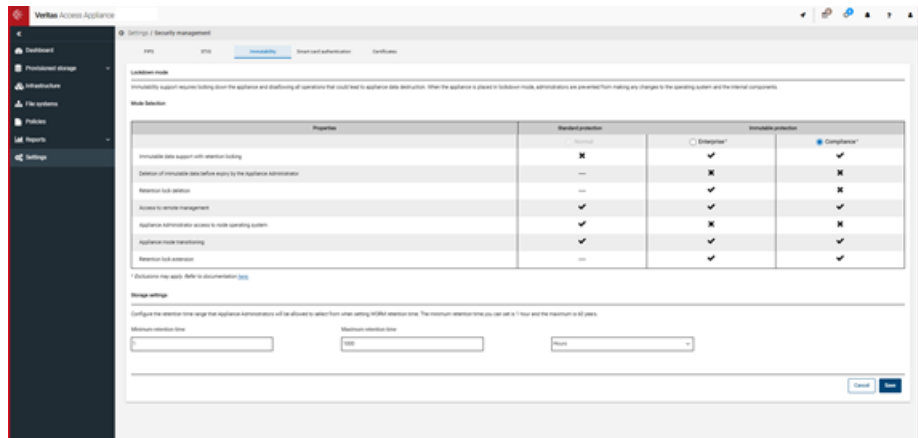 Veritas Access Appliance
Settings / Security management
Dashboard
Provisioned storage
Infrastructure
File systems
Policies
Reports
Settings
FIPS
STIG
Immutability
Smart card authentication
Certificates
Lockdown mode
Immutability support requires locking down the appliance and disallowing all operations that could lead to appliance data destruction. When the appliance is placed in lockdown mode, administrators are prevented from making any changes to the operating system and the internal components.
Mode Selection
Properties Standard protection Immutable protection
Normal Enterprise* Compliance*
Immutable data support with retention locking
Deletion of immutable data before expiry by the Appliance Administrator
Retention lock deletion
Access to remote management
Appliance Administrator access to node operating system
Appliance mode transitioning
Retention lock extension
* Exclusions may apply. Refer to documentation here.
Storage settings
Configure the retention time range that Appliance Administrators will be allowed to select from when setting WORM retention time. The minimum retention time you can set is 1 hour and the maximum is 60 years.
Minimum retention time Maximum retention time
1 1000 Hours
Cancel Save